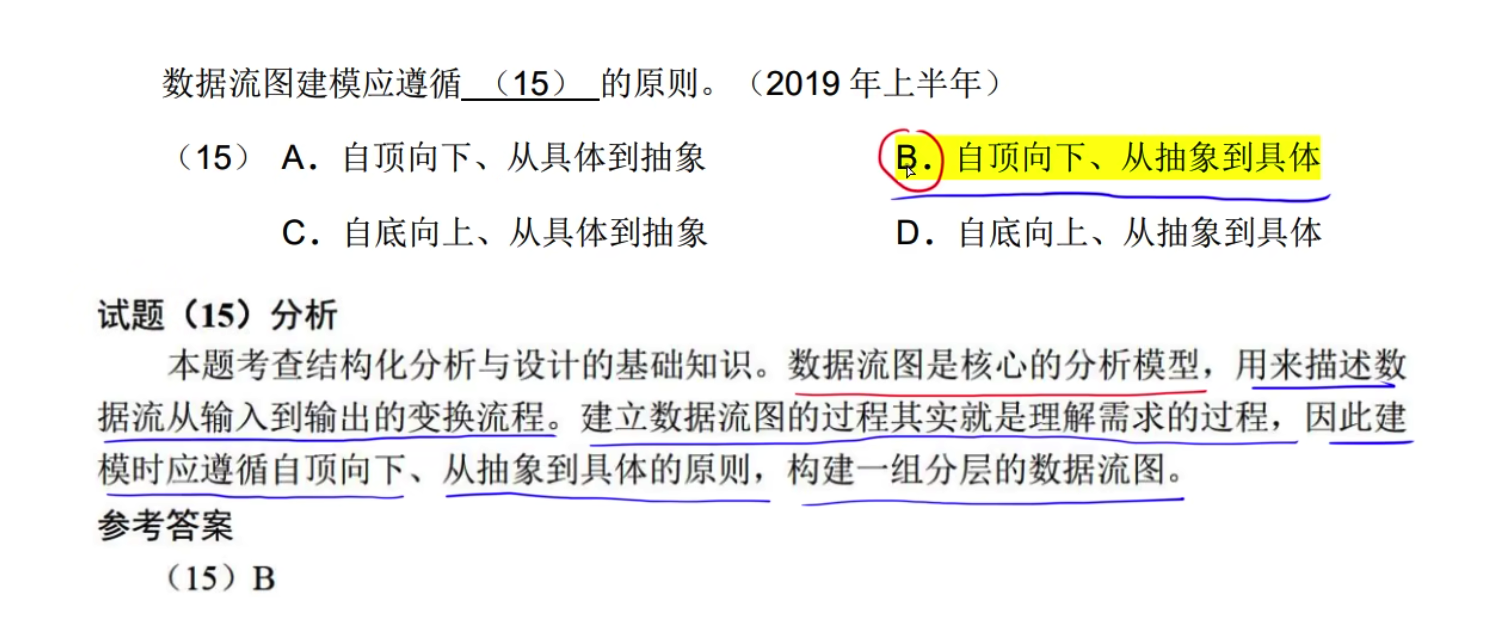 数据流图建模应遵循 （15） 的原则。（2019 年上半年）
（15） A．自顶向下、从具体到抽象 B．自顶向下、从抽象到具体
C．自底向上、从具体到抽象 D．自底向上、从抽象到具体
试题（15）分析
本题考查结构化分析与设计的基础知识。数据流图是核心的分析模型，用来描述数
据流从输入到输出的变换流程。建立数据流图的过程其实就是理解需求的过程，因此建
模时应遵循自顶向下、从抽象到具体的原则，构建一组分层的数据流图。
参考答案
（15）B